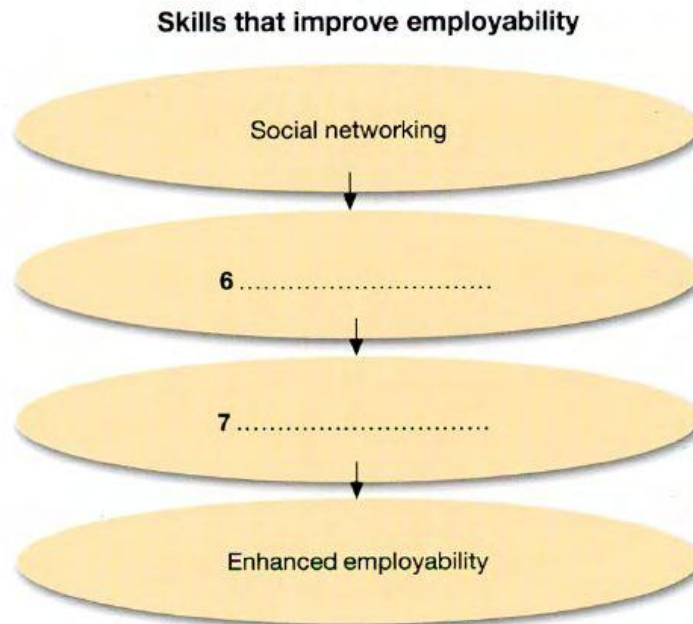 Skills that improve employability
Social networking
6 ..............................
7 ..............................
Enhanced employability